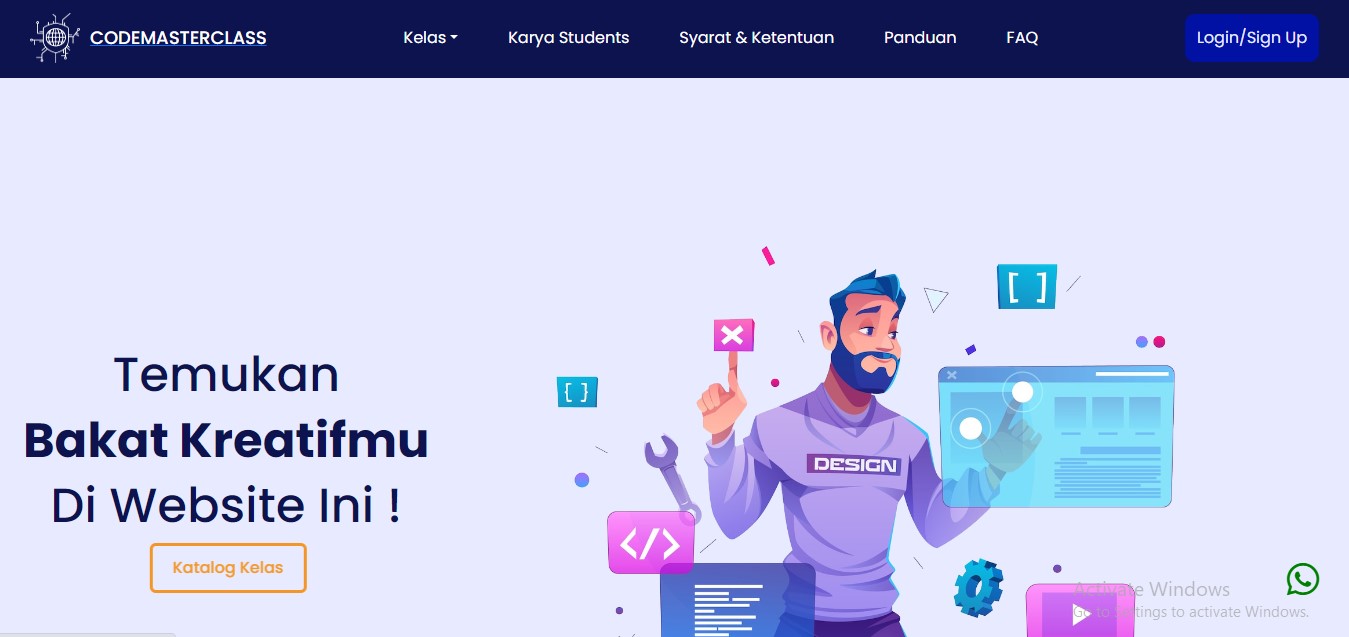 CODEMASTERCLASS
Kelas
Karya Students
Syarat & Ketentuan
Panduan
FAQ
Login/Sign Up
Temukan
Bakat Kreatifmu
Di Website Ini !
Katalog Kelas
[ ]
{ }
DESIGN
</>
Activate Windows
Go to Settings to activate Windows.